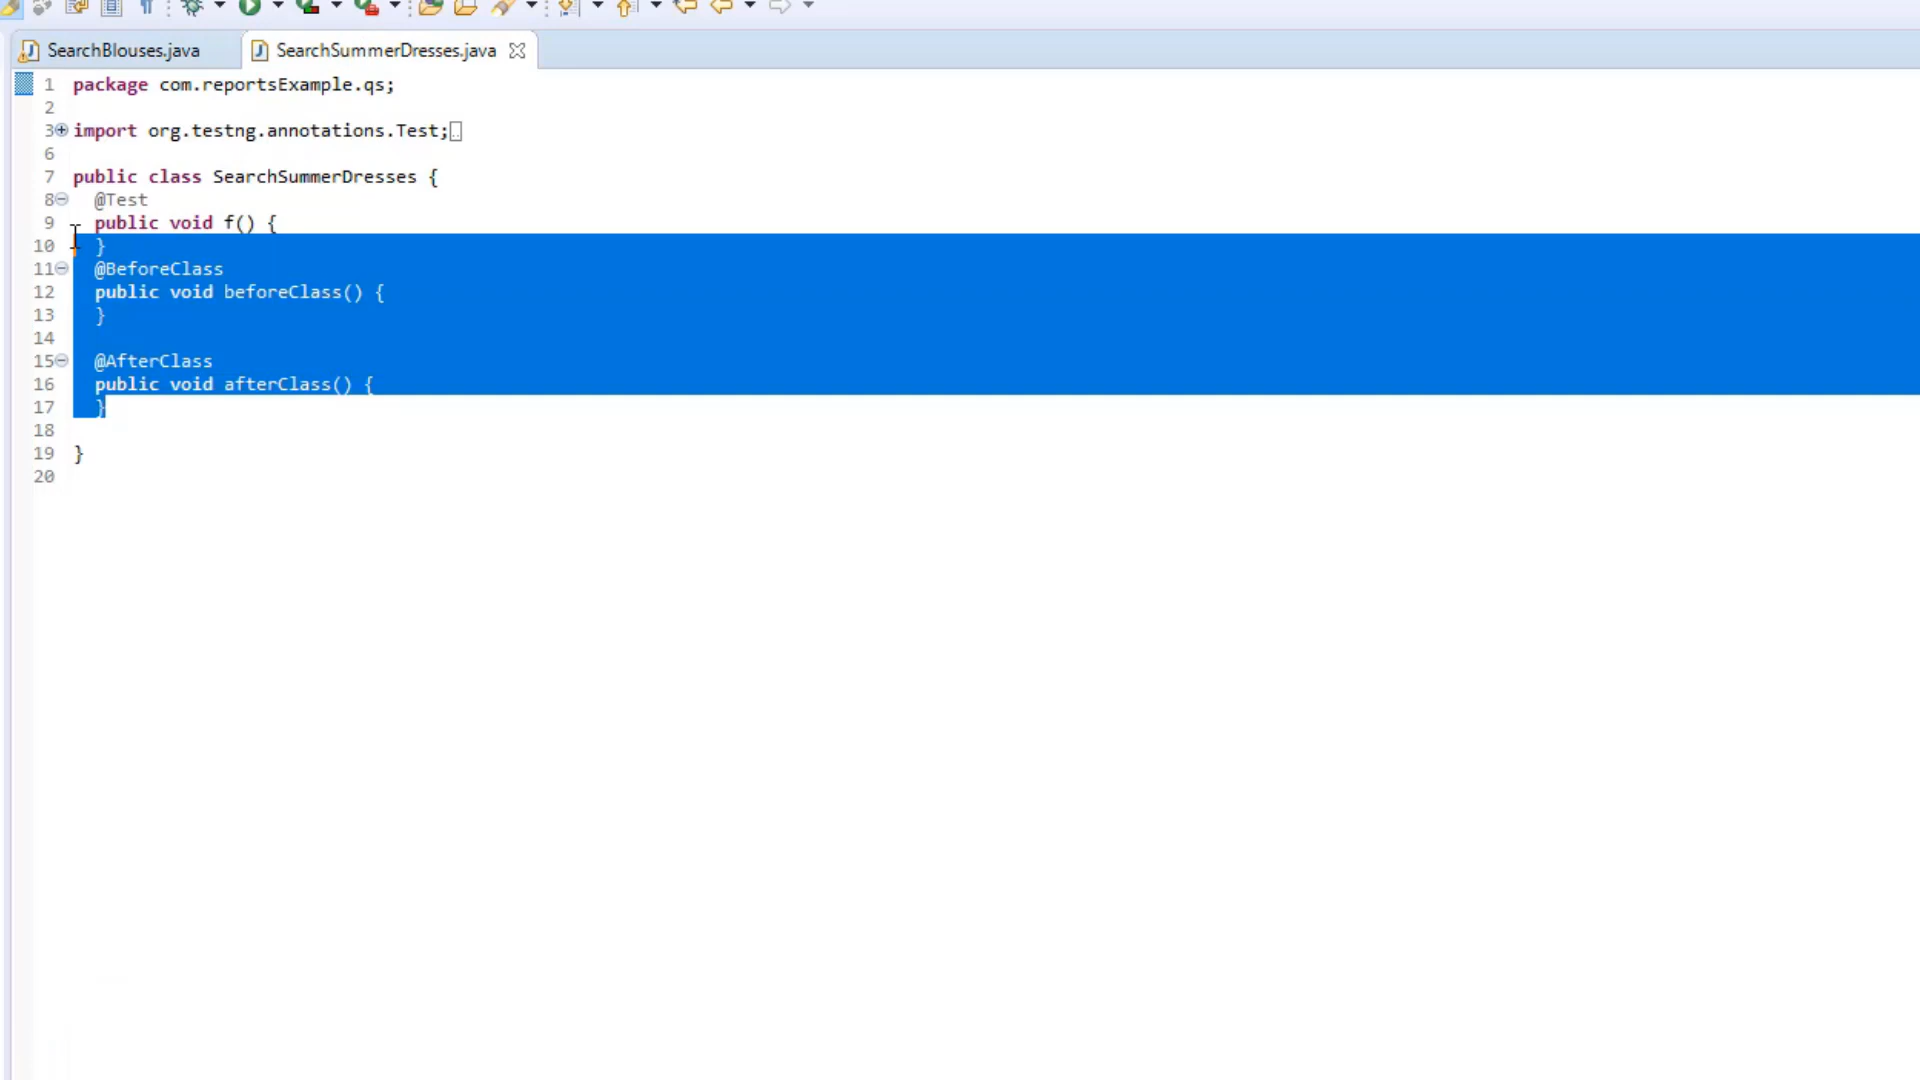 SearchBlouses.java
SearchSummerDresses.java
1 package com.reportsExample.qs;
2
3 import org.testng.annotations.Test;
6
7 public class SearchSummerDresses {
8 @Test
9 public void f() {
10 }
11 @BeforeClass
12 public void beforeClass() {
13 }
14
15 @AfterClass
16 public void afterClass() {
17 }
18
19 }
20